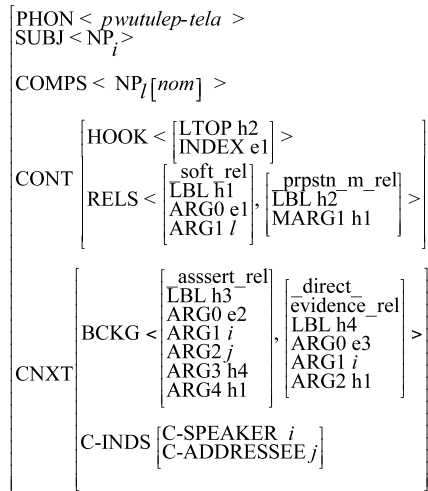 PHON < pwutulep-tela >
SUBJ < NPi>
COMPS < NPl[nom] >
CONT
HOOK < [LTOP h2
INDEX e1] >
RELS < [_soft_rel
LBL h1
ARG0 e1
ARG1 l], [_prpstn_m_rel
LBL h2
MARG1 h1] >
CNXT
BCKG < [_asssert_rel
LBL h3
ARG0 e2
ARG1 i
ARG2 j
ARG3 h4
ARG4 h1], [_direct_
evidence_rel
LBL h4
ARG0 e3
ARG1 i
ARG2 h1] >
C-INDS [C-SPEAKER i
C-ADDRESSEE j]